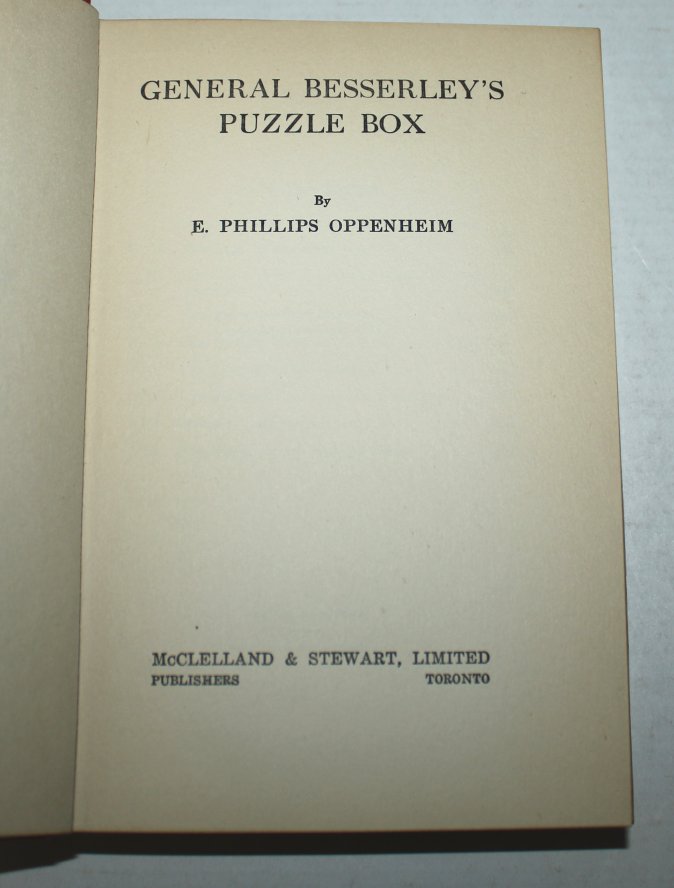 GENERAL BESSERLEY'S
PUZZLE BOX
By
E. PHILLIPS OPPENHEIM
McCLELLAND & STEWART, LIMITED
PUBLISHERS TORONTO